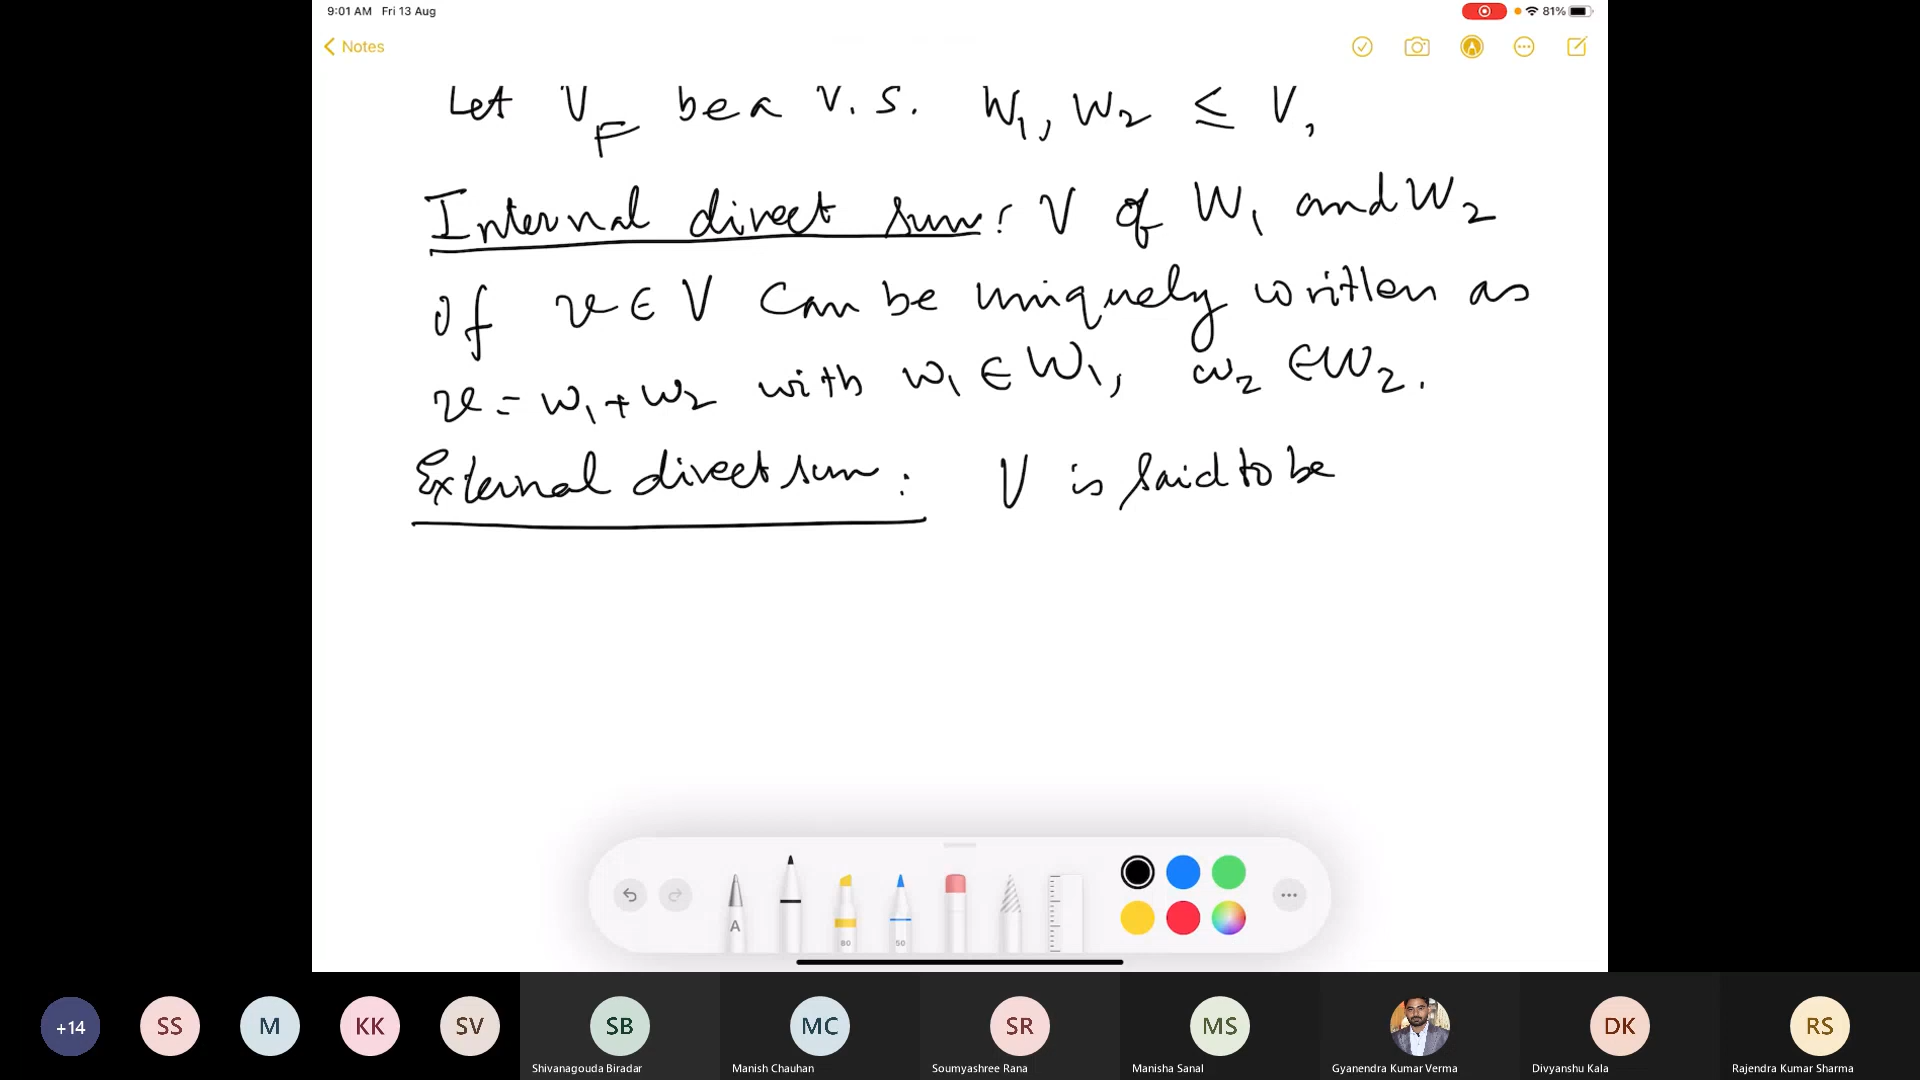 9:01 AM Fri 13 Aug
81%
Notes
Let V_F be a V.S. W₁, W₂ ≤ V,
Internal direct sum: V of W₁ and W₂
If v ∈ V can be uniquely written as
v = w₁ + w₂ with w₁ ∈ W₁, w₂ ∈ W₂.
External direct sum: V is said to be
A
80
50
+14
SS
M
KK
SV
SB
MC
SR
MS
DK
RS
Shivanagouda Biradar
Manish Chauhan
Soumyashree Rana
Manisha Sanal
Gyanendra Kumar Verma
Divyanshu Kala
Rajendra Kumar Sharma